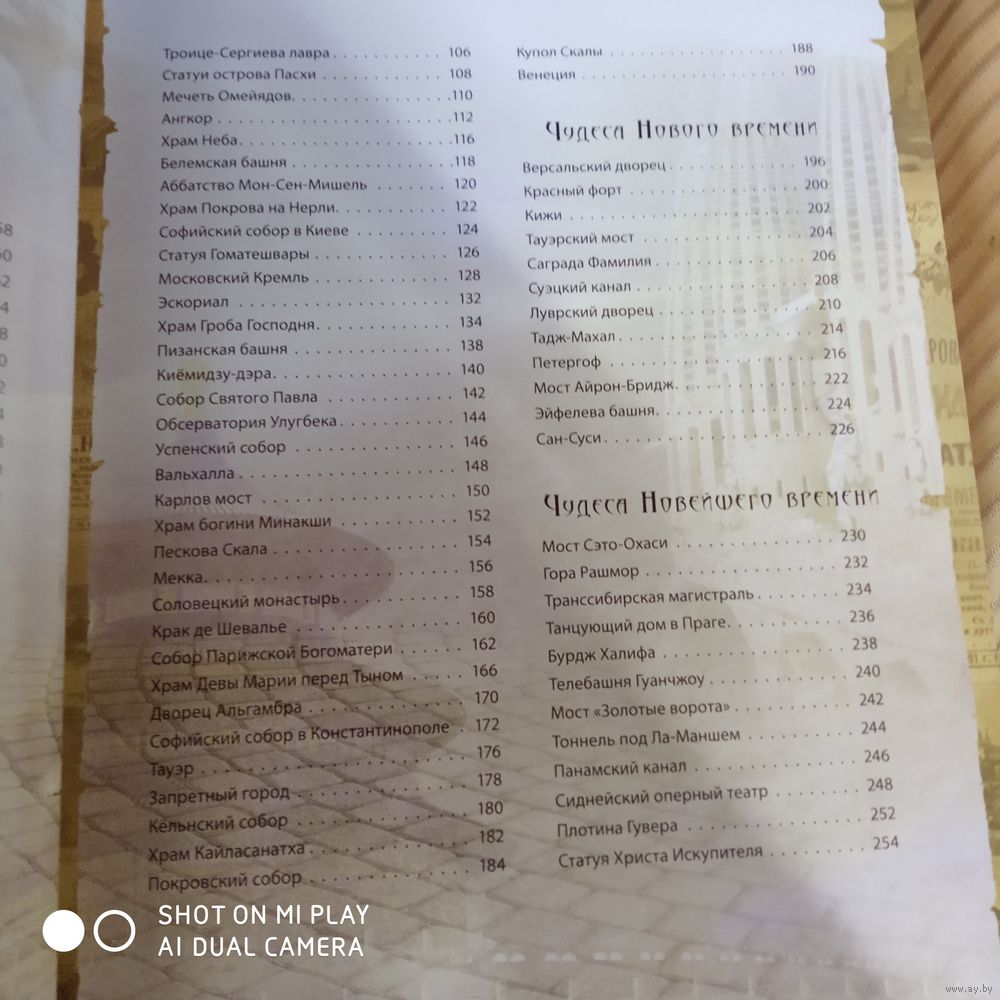 Троице-Сергиева лавра . . . . . . . . . . . . 106
Статуи острова Пасхи . . . . . . . . . . . . . 108
Мечеть Омейядов. . . . . . . . . . . . . . . . .110
Ангкор . . . . . . . . . . . . . . . . . . . . . . . . .112
Храм Неба. . . . . . . . . . . . . . . . . . . . . . .116
Белемская башня . . . . . . . . . . . . . . . . .118
Аббатство Мон-Сен-Мишель . . . . . . . 120
Храм Покрова на Нерли. . . . . . . . . . . . 122
Софийский собор в Киеве . . . . . . . . . . 124
Статуя Гоматешвары . . . . . . . . . . . . . . 126
Московский Кремль . . . . . . . . . . . . . . 128
Эскориал . . . . . . . . . . . . . . . . . . . . . . 132
Храм Гроба Господня. . . . . . . . . . . . . . 134
Пизанская башня . . . . . . . . . . . . . . . . 138
Киёмидзу-дэра. . . . . . . . . . . . . . . . . . 140
Собор Святого Павла . . . . . . . . . . . . . 142
Обсерватория Улугбека. . . . . . . . . . . . 144
Успенский собор . . . . . . . . . . . . . . . . 146
Вальхалла . . . . . . . . . . . . . . . . . . . . . 148
Карлов мост . . . . . . . . . . . . . . . . . . . 150
Храм богини Минакши . . . . . . . . . . . . 152
Пескова Скала . . . . . . . . . . . . . . . . . . 154
Мекка. . . . . . . . . . . . . . . . . . . . . . . . 156
Соловецкий монастырь . . . . . . . . . . . 158
Крак де Шевалье . . . . . . . . . . . . . . . . 160
Собор Парижской Богоматери . . . . . . . 162
Храм Девы Марии перед Тыном . . . . . . 166
Дворец Альгамбра . . . . . . . . . . . . . . . 170
Софийский собор в Константинополе . 172
Тауэр . . . . . . . . . . . . . . . . . . . . . . . . 176
Запретный город . . . . . . . . . . . . . . . . 178
Кёльнский собор . . . . . . . . . . . . . . . . 180
Храм Кайласанатха . . . . . . . . . . . . . . . 182
Покровский собор . . . . . . . . . . . . . . . 184
Купол Скалы . . . . . . . . . . . . . . . . . . . 188
Венеция . . . . . . . . . . . . . . . . . . . . . . 190
Чудеса Нового времени
Версальский дворец . . . . . . . . . . . . . . 196
Красный форт . . . . . . . . . . . . . . . . . . 200
Кижи . . . . . . . . . . . . . . . . . . . . . . . . 202
Тауэрский мост . . . . . . . . . . . . . . . . . 204
Саграда Фамилия . . . . . . . . . . . . . . . . 206
Суэцкий канал . . . . . . . . . . . . . . . . . . 208
Луврский дворец . . . . . . . . . . . . . . . . 210
Тадж-Махал . . . . . . . . . . . . . . . . . . . . 214
Петергоф . . . . . . . . . . . . . . . . . . . . . 216
Мост Айрон-Бридж. . . . . . . . . . . . . . . 222
Эйфелева башня. . . . . . . . . . . . . . . . . 224
Сан-Суси . . . . . . . . . . . . . . . . . . . . . 226
Чудеса Новейшего времени
Мост Сэто-Охаси . . . . . . . . . . . . . . . . 230
Гора Рашмор . . . . . . . . . . . . . . . . . . . 232
Транссибирская магистраль . . . . . . . . 234
Танцующий дом в Праге. . . . . . . . . . . . 236
Бурдж Халифа . . . . . . . . . . . . . . . . . . 238
Телебашня Гуанчжоу . . . . . . . . . . . . . . 240
Мост «Золотые ворота» . . . . . . . . . . . . 242
Тоннель под Ла-Маншем . . . . . . . . . . . 244
Панамский канал . . . . . . . . . . . . . . . . 246
Сиднейский оперный театр . . . . . . . . . 248
Плотина Гувера . . . . . . . . . . . . . . . . . 252
Статуя Христа Искупителя . . . . . . . . . . 254
SHOT ON MI PLAY
AI DUAL CAMERA
www.ay.by